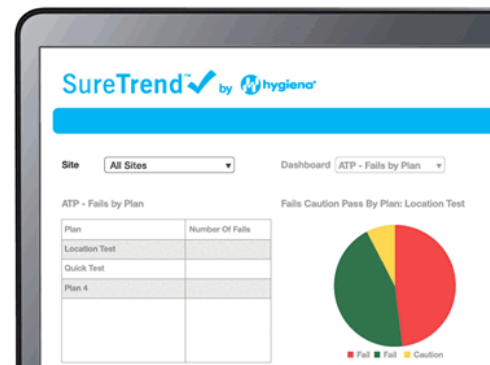 SureTrend™ by hygiena®
Site All Sites Dashboard ATP - Fails by Plan
ATP - Fails by Plan
Fails Caution Pass By Plan: Location Test
Plan Number Of Fails
Location Test
Quick Test
Plan 4
Fail Fail Caution